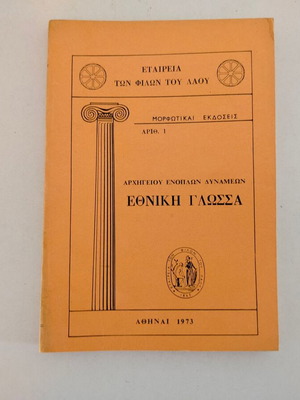 ΕΤΑΙΡΕΙΑ
ΤΩΝ ΦΙΛΩΝ ΤΟΥ ΛΑΟΥ
ΜΟΡΦΩΤΙΚΑΙ ΕΚΔΟΣΕΙΣ
ΑΡΙΘ. 1
ΑΡΧΗΓΕΙΟΥ ΕΝΟΠΛΩΝ ΔΥΝΑΜΕΩΝ
ΕΘΝΙΚΗ ΓΛΩΣΣΑ
ΑΘΗΝΑΙ 1973